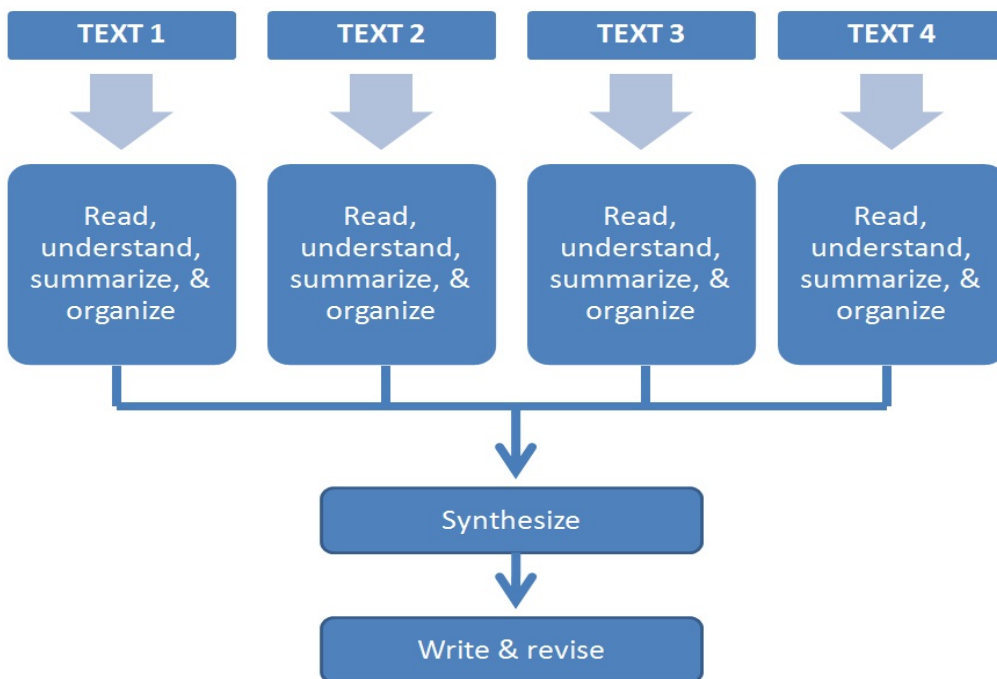 TEXT 1
TEXT 2
TEXT 3
TEXT 4
Read,
understand,
summarize, &
organize
Read,
understand,
summarize, &
organize
Read,
understand,
summarize, &
organize
Read,
understand,
summarize, &
organize
Synthesize
Write & revise